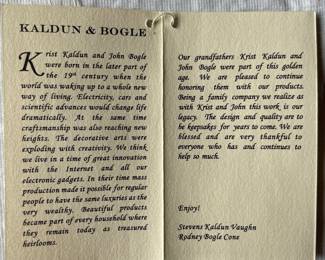 KALDUN & BOGLE
Krist Kaldun and John Bogle
were born in the later part of
the 19th century when the
world was waking up to a whole new
way of living. Electricity, cars and
scientific advances would change life
dramatically. At the same time
craftsmanship was also reaching new
heights. The decorative arts were
exploding with creativity. We think
we live in a time of great innovation
with the Internet and all our
electronic gadgets. In their time mass
production made it possible for regular
people to have the same luxuries as the
very wealthy. Beautiful products
became part of every household where
they remain today as treasured
heirlooms.
Our grandfathers Krist Kaldun and
John Bogle were part of this golden
age. We are pleased to continue
honoring them with our products.
Being a family company we realize as
with Krist and John this work is our
legacy. The design and quality are to
be keepsakes for years to come. We are
blessed and are very thankful to
everyone who has and continues to
help so much.
Enjoy!
Stevens Kaldun Vaughn
Rodney Bogle Cone